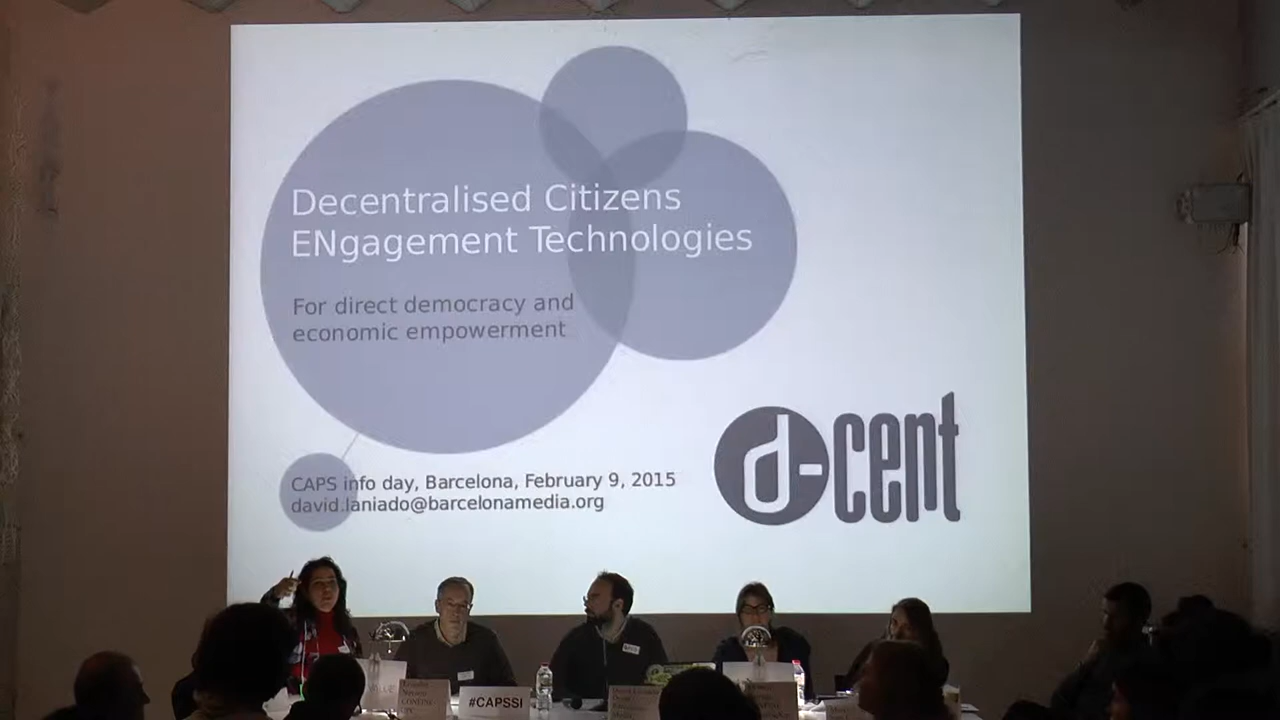 Decentralised Citizens
ENgagement Technologies
For direct democracy and
economic empowerment
CAPS info day, Barcelona, February 9, 2015
david.laniado@barcelonamedia.org
d-cent
#CAPSSI